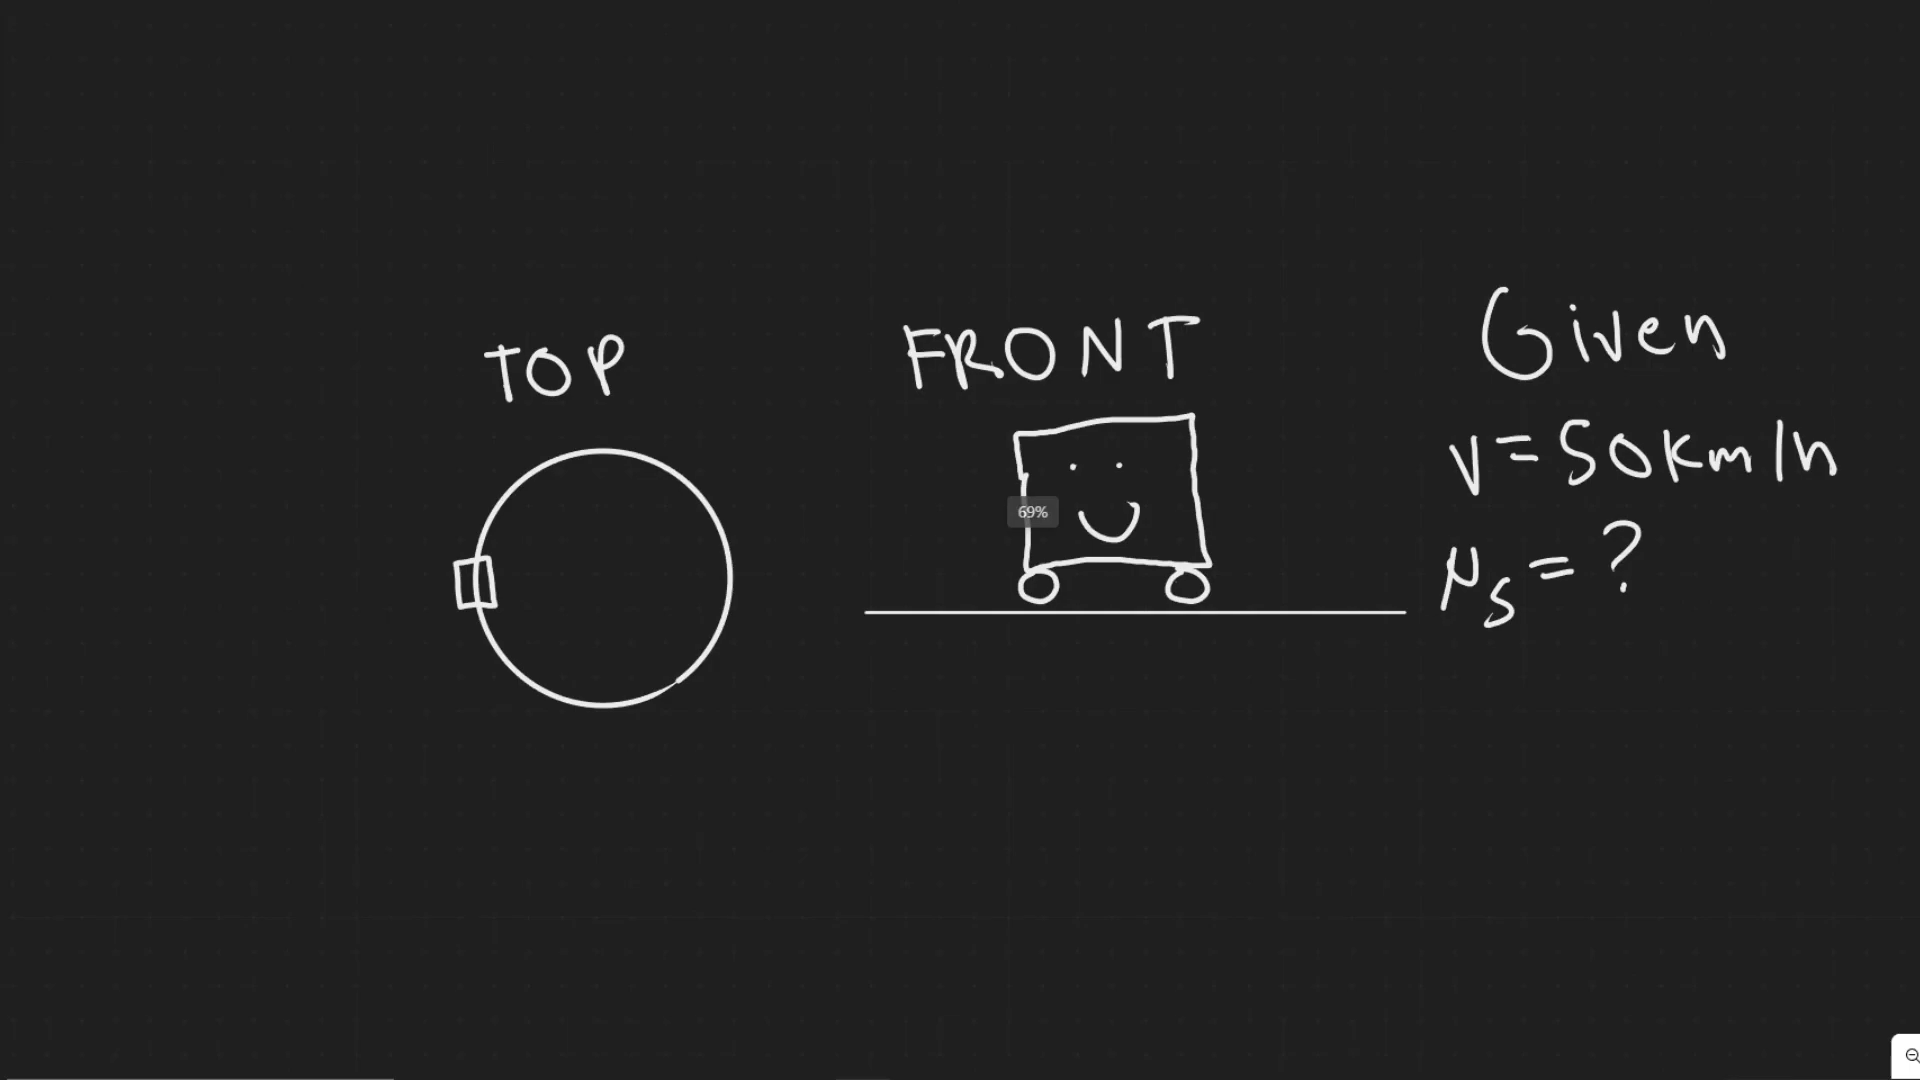 TOP
FRONT
Given
v = 50km/h
69%
μs = ?